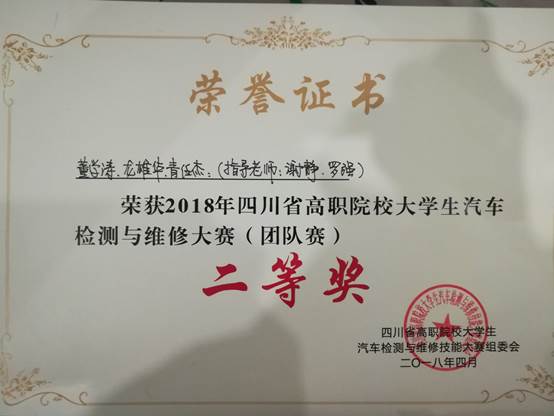 荣誉证书
董学涛、龙雄华、青伍杰。(指导老师:谢静、罗强)
荣获2018年四川省高职院校大学生汽车
检测与维修大赛(团队赛)
二等奖
四川省高职院校大学生
汽车检测与维修技能大赛组委会
二〇一八年四月